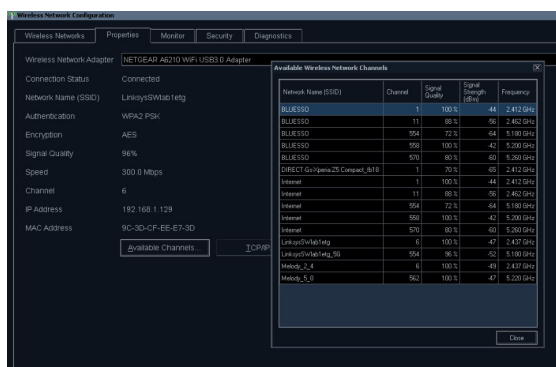 Wireless Network Configuration
Wireless Networks Properties Monitor Security Diagnostics
Wireless Network Adapter NETGEAR A6210 WiFi USB3.0 Adapter
Connection Status Connected
Network Name (SSID) LinksysSWlab1etg
Authentication WPA2 PSK
Encryption AES
Signal Quality 96%
Speed 300.0 Mbps
Channel 6
IP Address 192.168.1.129
MAC Address 9C-3D-CF-EE-E7-3D
Available Channels... TCP/IP
Available Wireless Network Channels
Network Name (SSID) Channel Signal Quality Signal Strength (dBm) Frequency
BLUESSO 1 100 % -44 2.412 GHz
BLUESSO 11 88 % -56 2.462 GHz
BLUESSO 554 72 % -64 5.180 GHz
BLUESSO 558 100 % -42 5.200 GHz
BLUESSO 570 80 % -60 5.260 GHz
DIRECT-Go:Xperia Z5 Compact_fb18 1 70 % -65 2.412 GHz
Internet 1 100 % -44 2.412 GHz
Internet 11 88 % -56 2.462 GHz
Internet 554 72 % -64 5.180 GHz
Internet 558 100 % -42 5.200 GHz
Internet 570 80 % -60 5.260 GHz
LinksysSWlab1etg 6 100 % -47 2.437 GHz
LinksysSWlab1etg_5G 554 96 % -52 5.180 GHz
Melody_2_4 6 100 % -49 2.437 GHz
Melody_5_0 562 100 % -47 5.220 GHz
Close